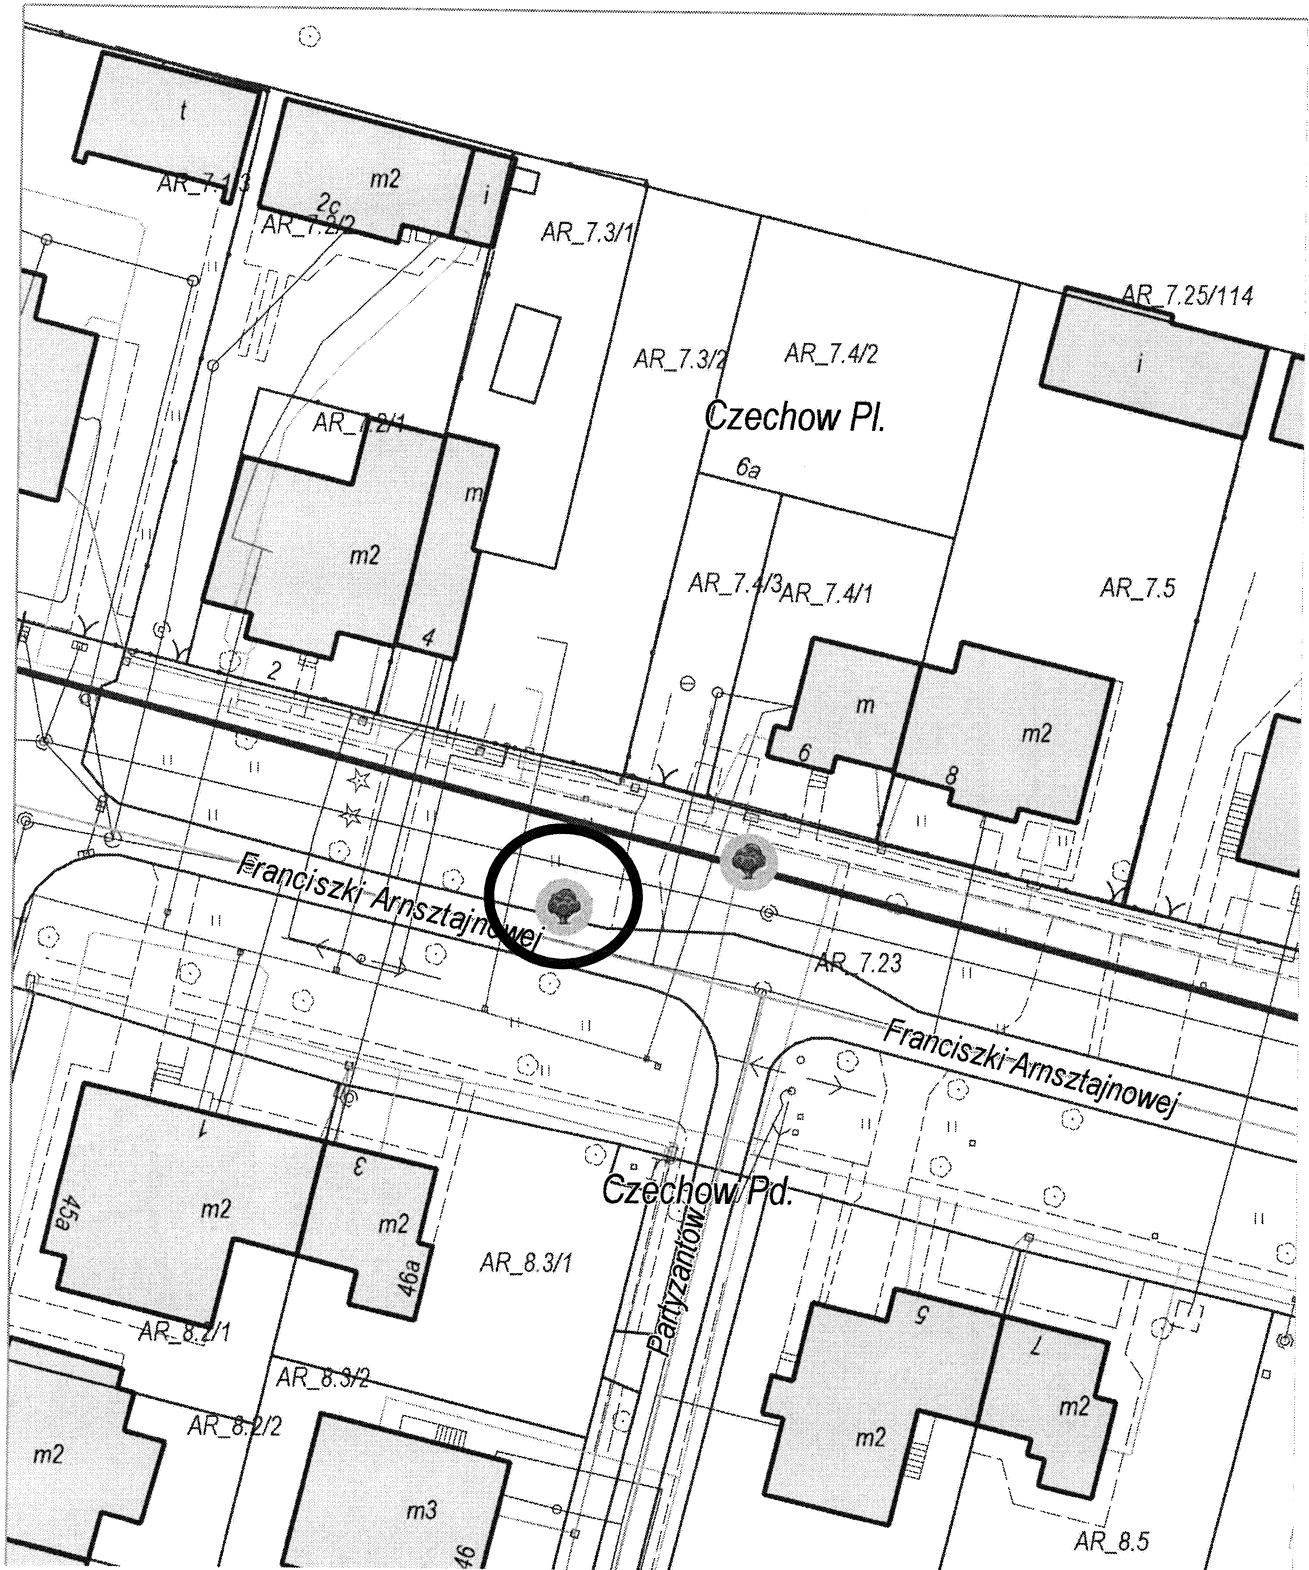 t
AR_7.1/3
m2
i
2c
AR_7.2/2
AR_7.3/1
AR_7.25/114
i
AR_7.3/2
AR_7.4/2
Czechow Pl.
AR_7.2/1
6a
m
m2
AR_7.4/3
AR_7.4/1
AR_7.5
4
2
m
6
m2
8
Franciszki Arnsztajnowej
AR_7.23
Franciszki Arnsztajnowej
1
3
45a
m2
m2
46a
Czechow Pd.
Partyzantów
AR_8.3/1
AR_8.2/1
AR_8.3/2
AR_8.2/2
5
7
m2
m2
m2
m3
46
AR_8.5